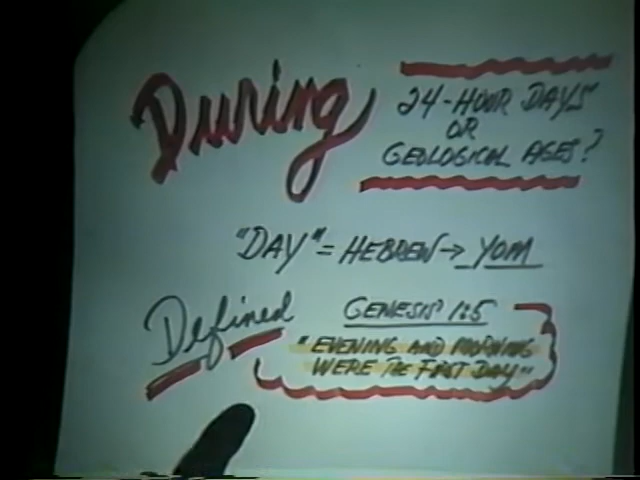 During
24-HOUR DAYS
OR
GEOLOGICAL AGES?
"DAY" = HEBREW → YOM
Defined
GENESIS 1:5
"EVENING AND MORNING
WERE THE FIRST DAY"